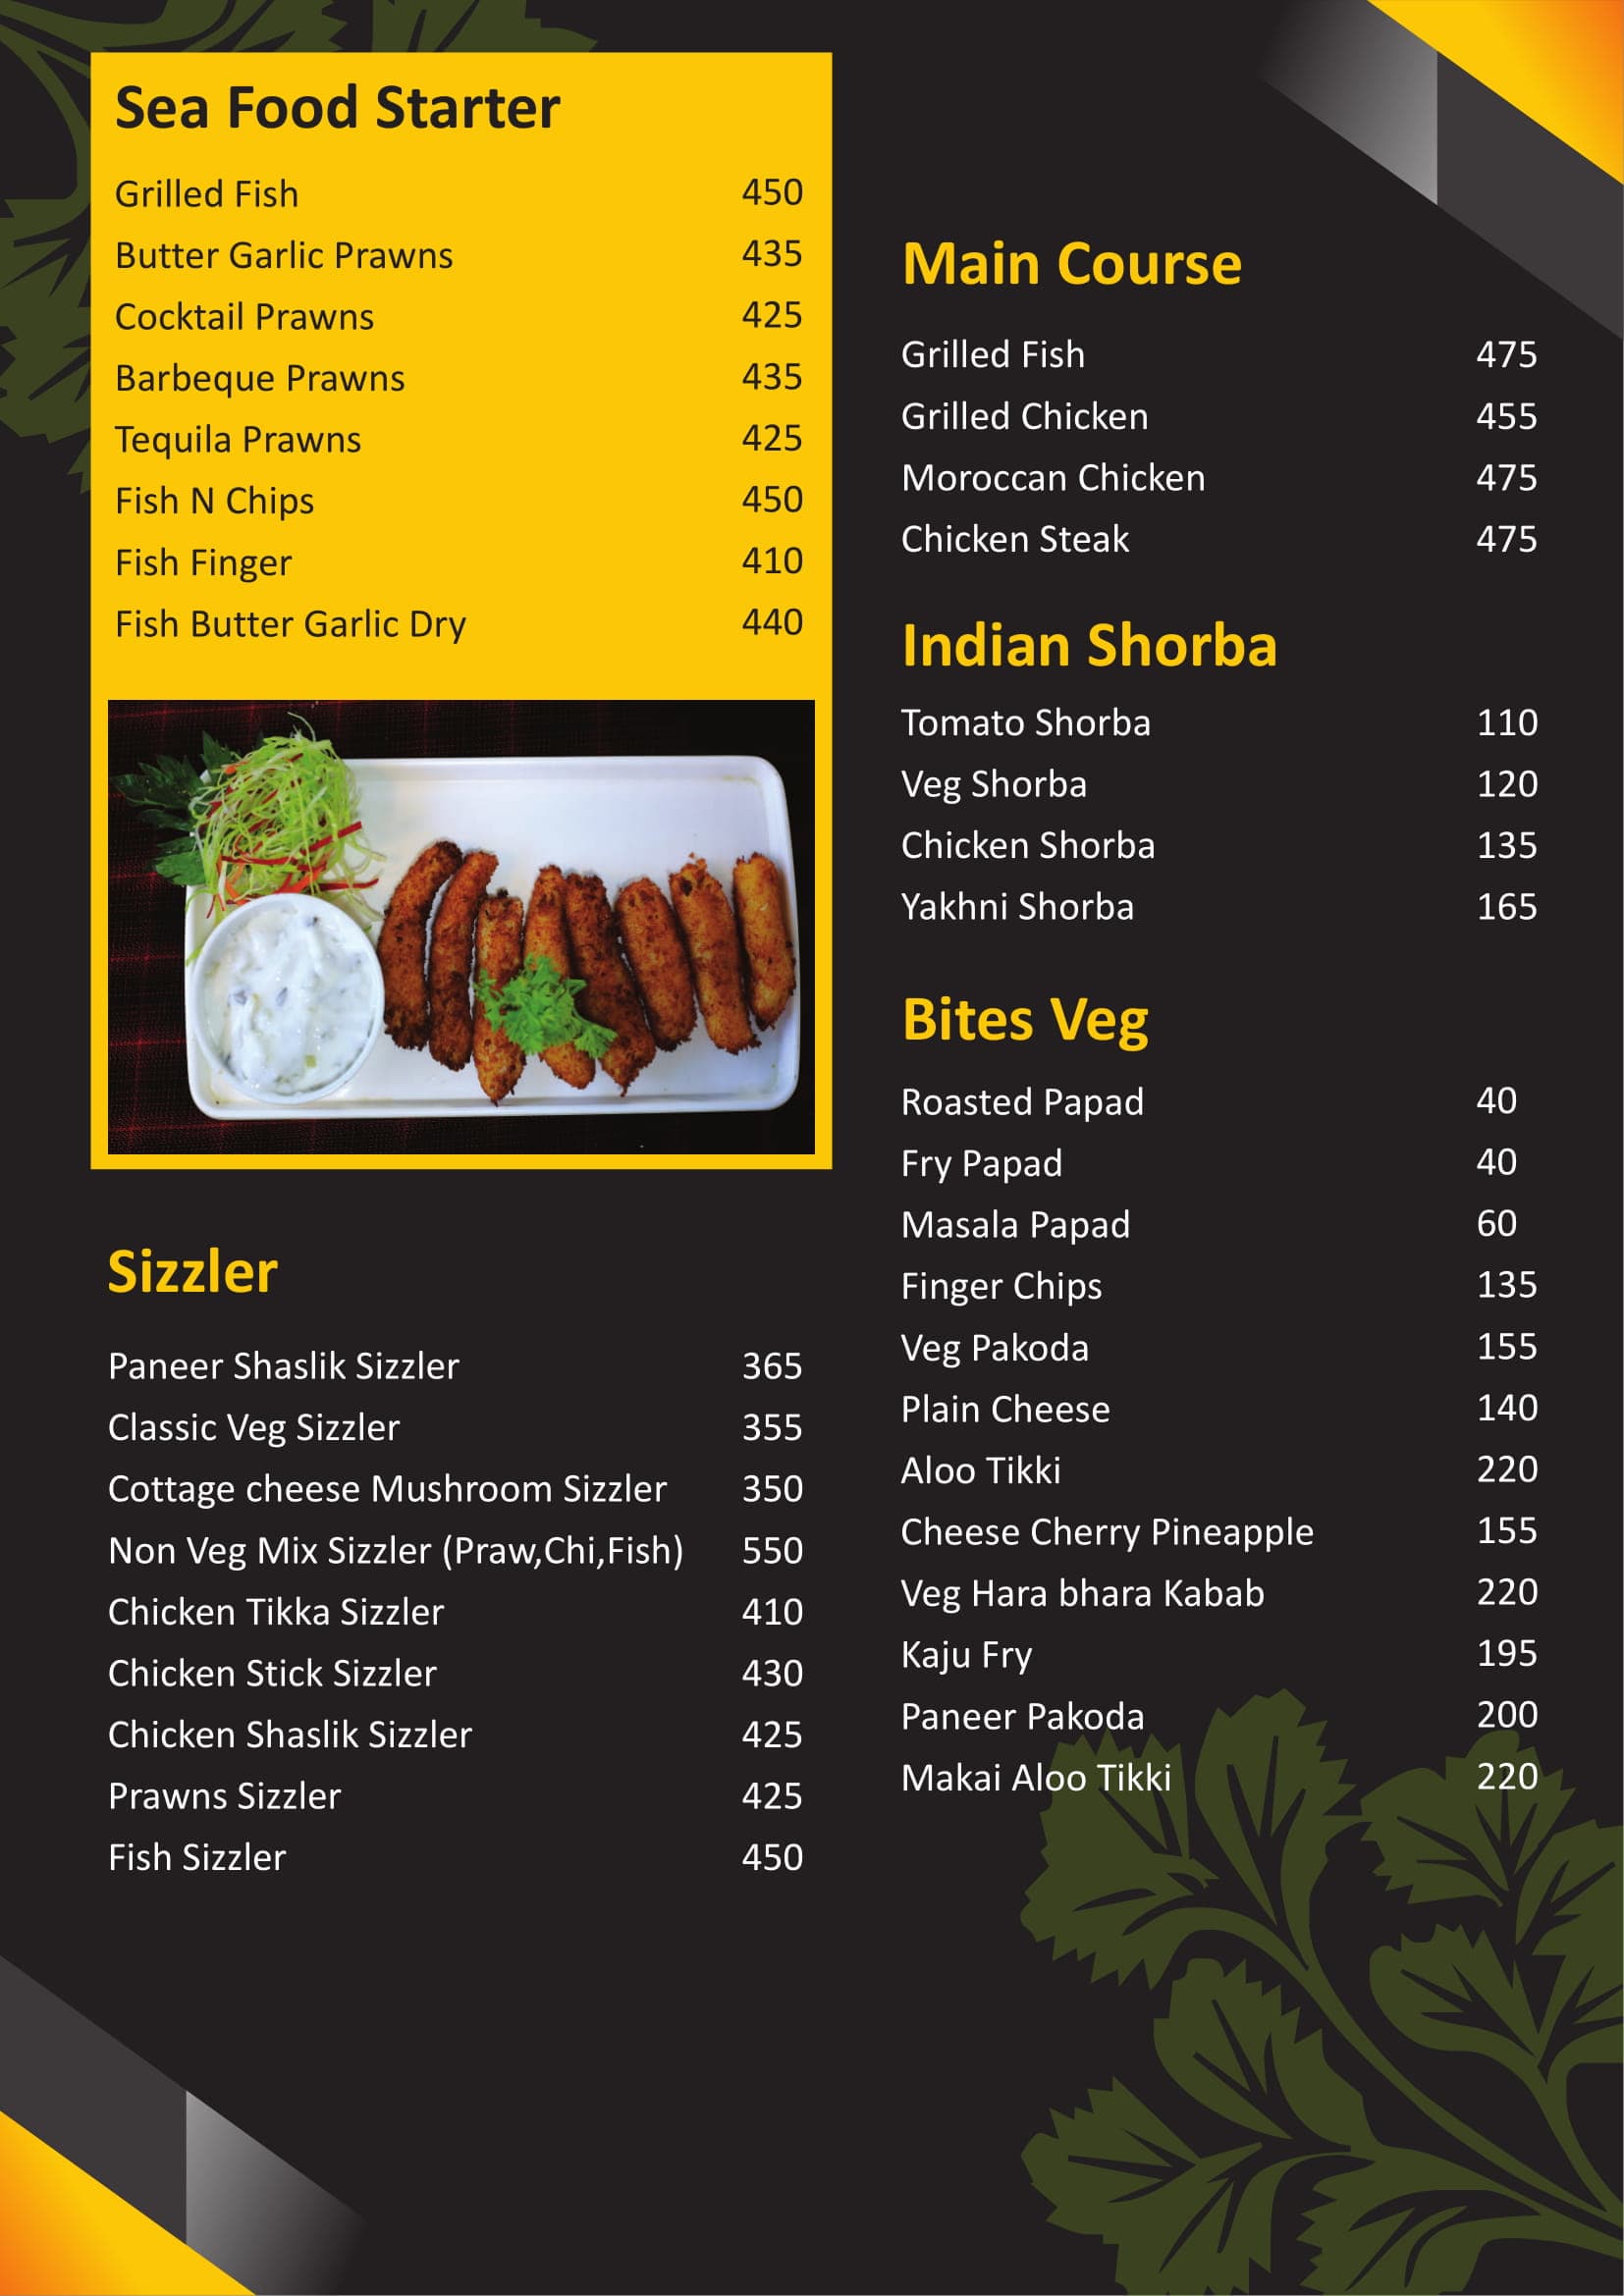 Sea Food Starter
Grilled Fish 450
Butter Garlic Prawns 435
Cocktail Prawns 425
Barbeque Prawns 435
Tequila Prawns 425
Fish N Chips 450
Fish Finger 410
Fish Butter Garlic Dry 440
Sizzler
Paneer Shaslik Sizzler 365
Classic Veg Sizzler 355
Cottage cheese Mushroom Sizzler 350
Non Veg Mix Sizzler (Praw,Chi,Fish) 550
Chicken Tikka Sizzler 410
Chicken Stick Sizzler 430
Chicken Shaslik Sizzler 425
Prawns Sizzler 425
Fish Sizzler 450
Main Course
Grilled Fish 475
Grilled Chicken 455
Moroccan Chicken 475
Chicken Steak 475
Indian Shorba
Tomato Shorba 110
Veg Shorba 120
Chicken Shorba 135
Yakhni Shorba 165
Bites Veg
Roasted Papad 40
Fry Papad 40
Masala Papad 60
Finger Chips 135
Veg Pakoda 155
Plain Cheese 140
Aloo Tikki 220
Cheese Cherry Pineapple 155
Veg Hara bhara Kabab 220
Kaju Fry 195
Paneer Pakoda 200
Makai Aloo Tikki 220